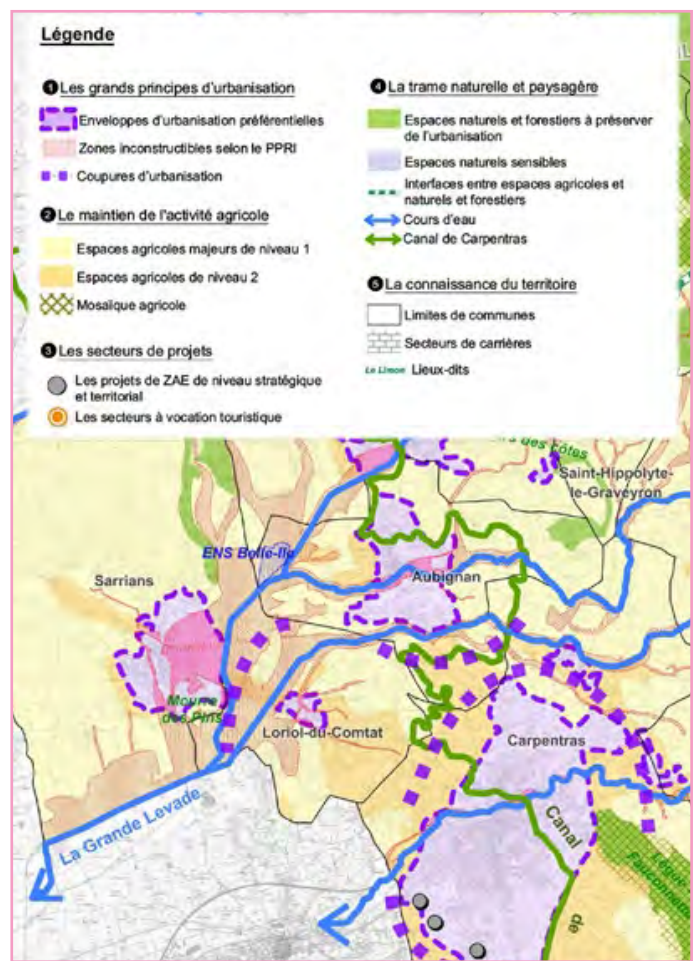 Légende
❶Les grands principes d'urbanisation
Enveloppes d'urbanisation préférentielles
Zones inconstructibles selon le PPRI
Coupures d'urbanisation
❷Le maintien de l'activité agricole
Espaces agricoles majeurs de niveau 1
Espaces agricoles de niveau 2
Mosaïque agricole
❸Les secteurs de projets
Les projets de ZAE de niveau stratégique
et territorial
Les secteurs à vocation touristique
❹La trame naturelle et paysagère
Espaces naturels et forestiers à préserver
de l'urbanisation
Espaces naturels sensibles
Interfaces entre espaces agricoles et
naturels et forestiers
Cours d'eau
Canal de Carpentras
❺La connaissance du territoire
Limites de communes
Secteurs de carrières
Le Limon Lieux-dits
des côtes
Saint-Hippolyte-
le-Graveyron
ENS Belle-Ile
Sarrians
Aubignan
Mourre
des Pins
Loriol-du-Comtat
Carpentras
La Grande Levade
Canal
de